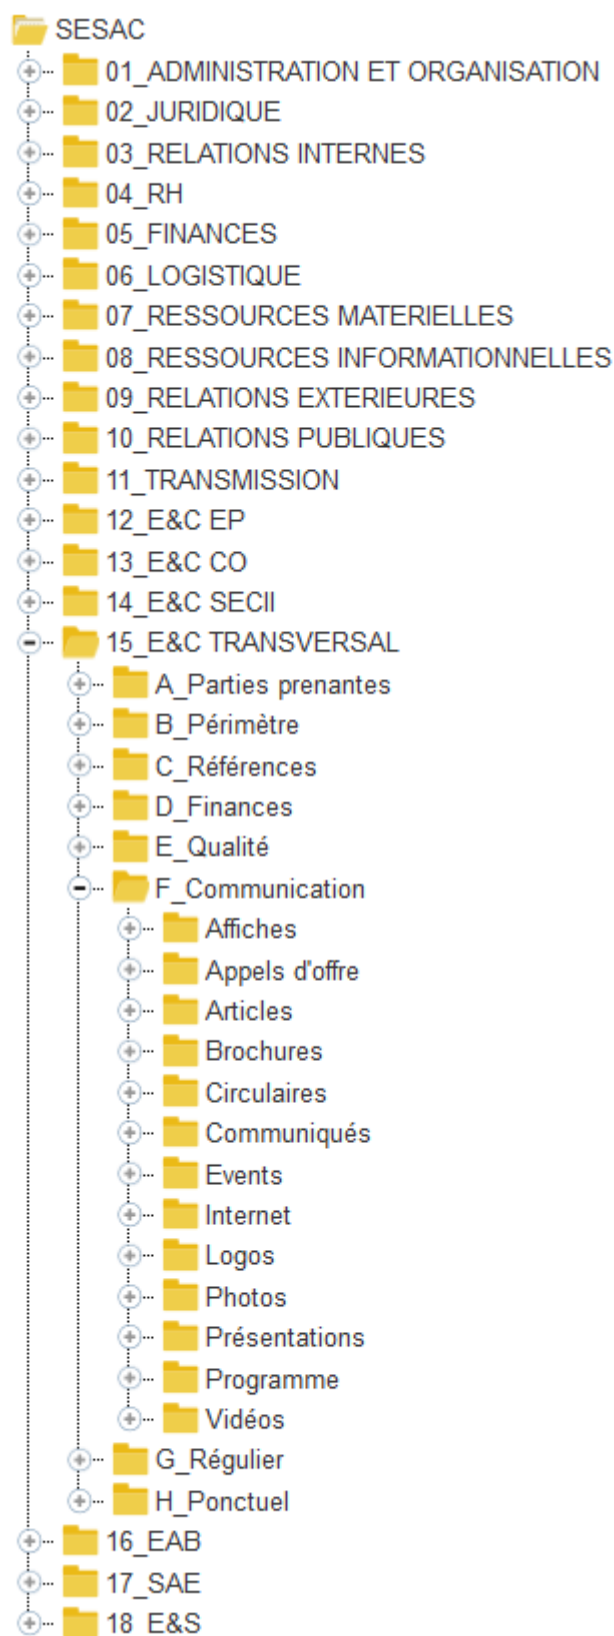 SESAC
01_ADMINISTRATION ET ORGANISATION
02_JURIDIQUE
03_RELATIONS INTERNES
04_RH
05_FINANCES
06_LOGISTIQUE
07_RESSOURCES MATERIELLES
08_RESSOURCES INFORMATIONNELLES
09_RELATIONS EXTERIEURES
10_RELATIONS PUBLIQUES
11_TRANSMISSION
12_E&C EP
13_E&C CO
14_E&C SECII
15_E&C TRANSVERSAL
A_Parties prenantes
B_Périmètre
C_Références
D_Finances
E_Qualité
F_Communication
Affiches
Appels d'offre
Articles
Brochures
Circulaires
Communiqués
Events
Internet
Logos
Photos
Présentations
Programme
Vidéos
G_Régulier
H_Ponctuel
16_EAB
17_SAE
18_E&S